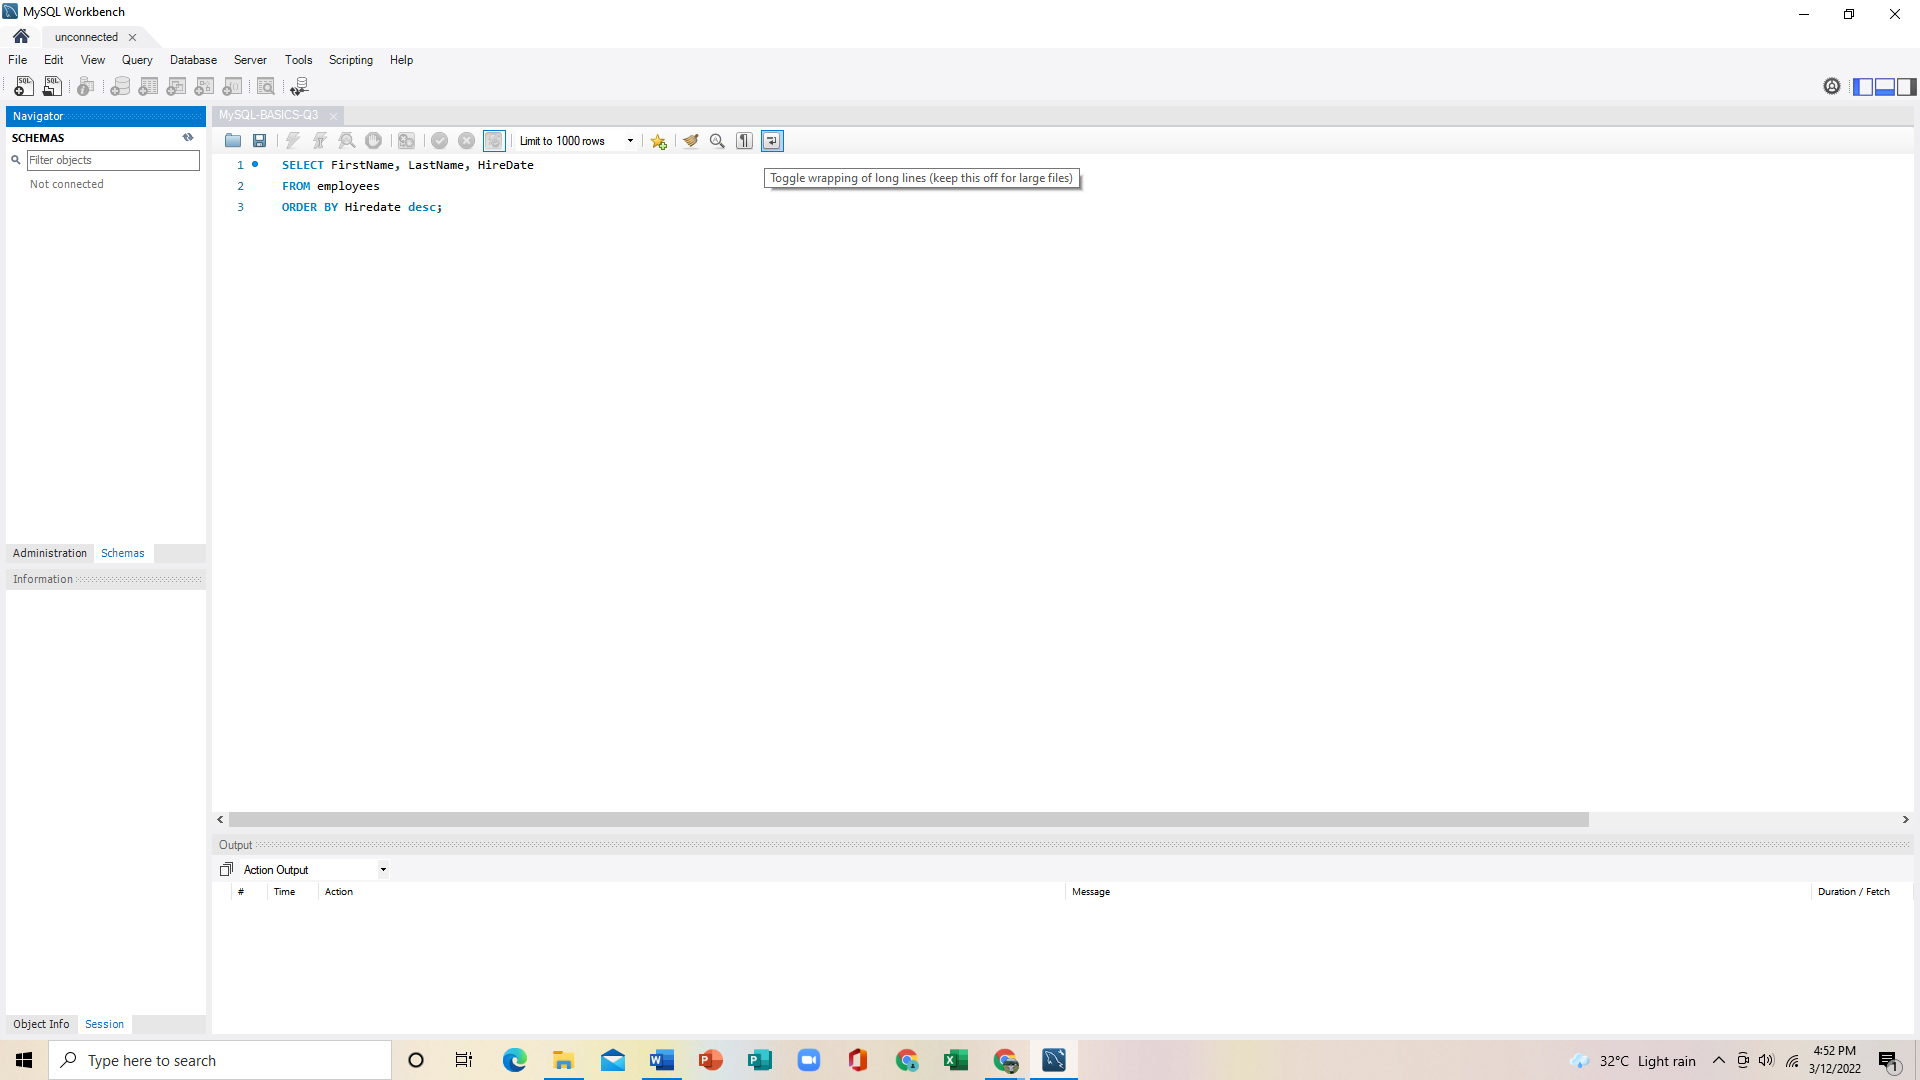 MySQL Workbench
unconnected
File Edit View Query Database Server Tools Scripting Help
Navigator
MySQL-BASICS-Q3
SCHEMAS
Limit to 1000 rows
Filter objects
Not connected
1 SELECT FirstName, LastName, HireDate
2 FROM employees
3 ORDER BY Hiredate desc;
Toggle wrapping of long lines (keep this off for large files)
Administration Schemas
Information
Output
Action Output
# Time Action Message Duration / Fetch
Object Info Session
Type here to search
32°C Light rain
4:52 PM
3/12/2022
1